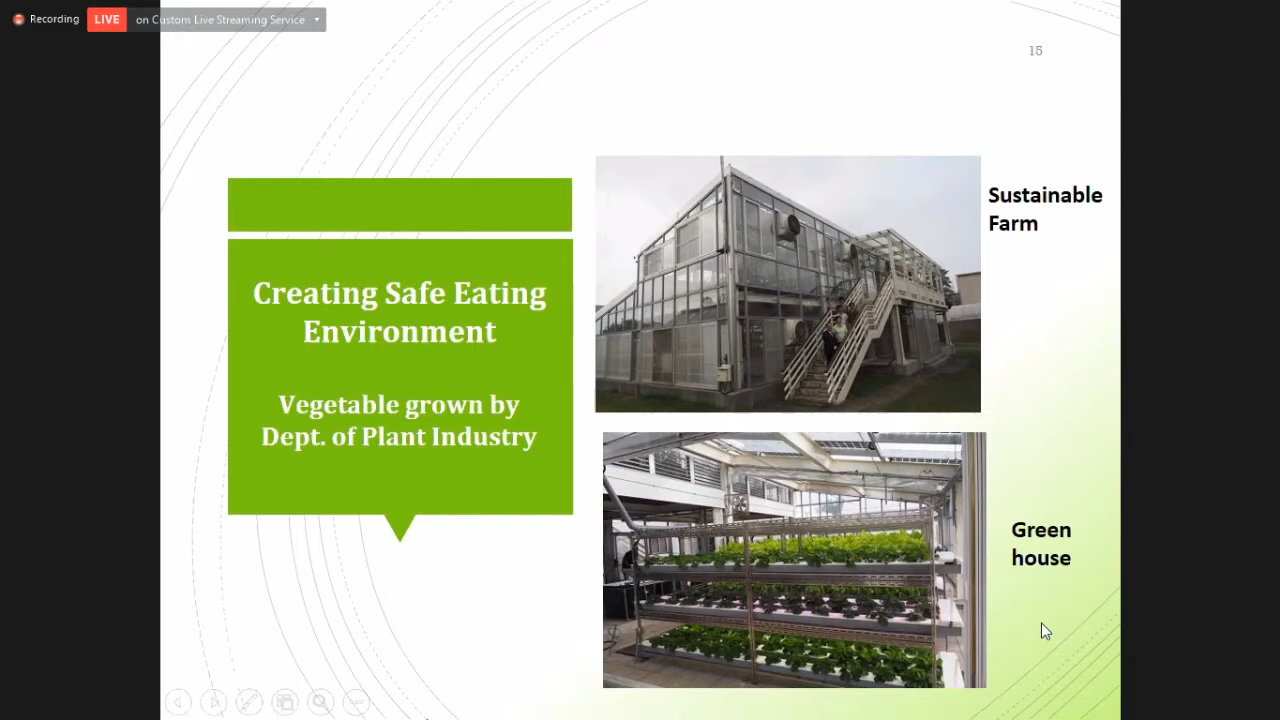 Recording
LIVE on Custom Live Streaming Service
15
Creating Safe Eating
Environment
Vegetable grown by
Dept. of Plant Industry
Sustainable
Farm
Green
house